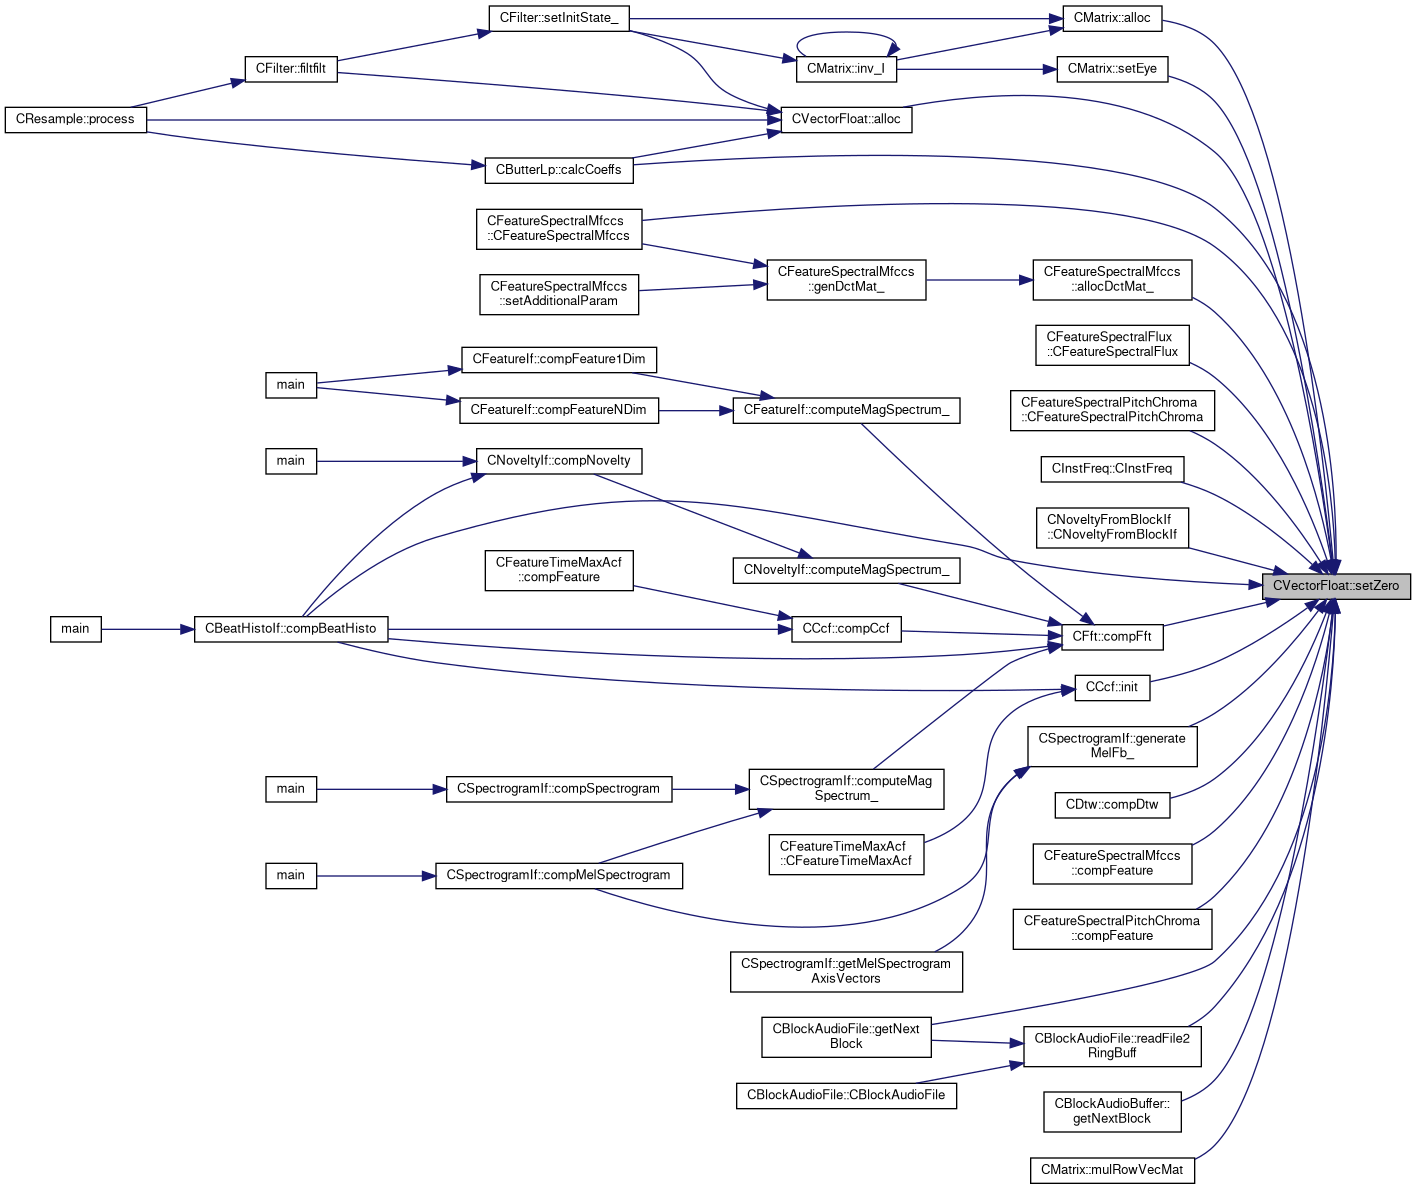 CFilter::setInitState_
CMatrix::alloc
CFilter::filtfilt
CMatrix::inv_I
CMatrix::setEye
CResample::process
CVectorFloat::alloc
CButterLp::calcCoeffs
CFeatureSpectralMfccs
::CFeatureSpectralMfccs
CFeatureSpectralMfccs
::setAdditionalParam
CFeatureSpectralMfccs
::genDctMat_
CFeatureSpectralMfccs
::allocDctMat_
CFeatureSpectralFlux
::CFeatureSpectralFlux
CFeatureIf::compFeature1Dim
main
CFeatureIf::compFeatureNDim
CFeatureIf::computeMagSpectrum_
CFeatureSpectralPitchChroma
::CFeatureSpectralPitchChroma
main
CNoveltyIf::compNovelty
CInstFreq::CInstFreq
CNoveltyFromBlockIf
::CNoveltyFromBlockIf
CFeatureTimeMaxAcf
::compFeature
CNoveltyIf::computeMagSpectrum_
CVectorFloat::setZero
main
CBeatHistoIf::compBeatHisto
CCcf::compCcf
CFft::compFft
CCcf::init
CSpectrogramIf::generate
MelFb_
main
CSpectrogramIf::compSpectrogram
CSpectrogramIf::computeMag
Spectrum_
CDtw::compDtw
CFeatureTimeMaxAcf
::CFeatureTimeMaxAcf
CFeatureSpectralMfccs
::compFeature
main
CSpectrogramIf::compMelSpectrogram
CFeatureSpectralPitchChroma
::compFeature
CSpectrogramIf::getMelSpectrogram
AxisVectors
CBlockAudioFile::getNext
Block
CBlockAudioFile::readFile2
RingBuff
CBlockAudioFile::CBlockAudioFile
CBlockAudioBuffer::
getNextBlock
CMatrix::mulRowVecMat